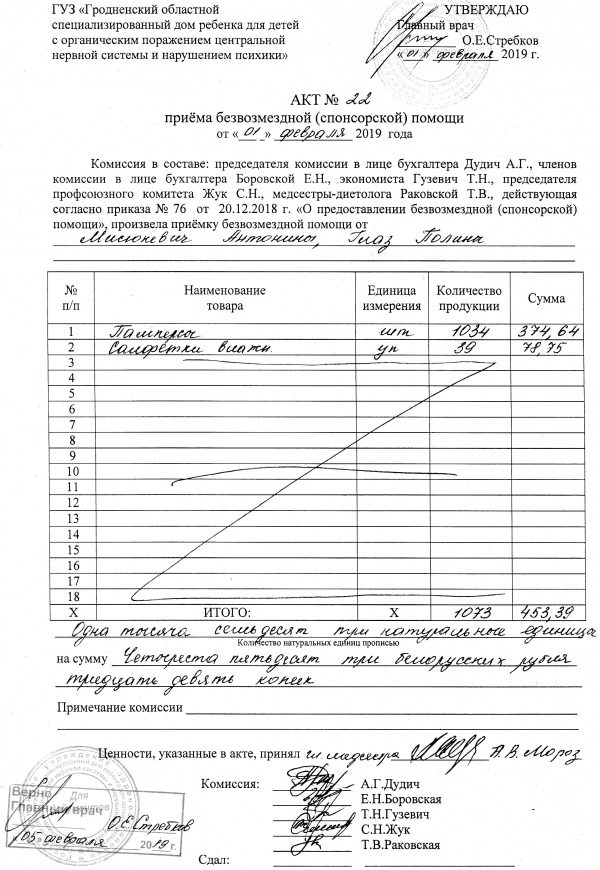 ГУЗ «Гродненский областной
специализированный дом ребенка для детей
с органическим поражением центральной
нервной системы и нарушением психики»
УТВЕРЖДАЮ
Главный врач
О.Е.Стребков
«01» февраля 2019 г.
АКТ № 22
приёма безвозмездной (спонсорской) помощи
от «01» февраля 2019 года
Комиссия в составе: председателя комиссии в лице бухгалтера Дудич А.Г., членов
комиссии в лице бухгалтера Боровской Е.Н., экономиста Гузевич Т.Н., председателя
профсоюзного комитета Жук С.Н., медсестры-диетолога Раковской Т.В., действующая
согласно приказа № 76 от 20.12.2018 г. «О предоставлении безвозмездной (спонсорской)
помощи», произвела приёмку безвозмездной помощи от
Мисюкевич Антонины, Глаз Полина
№ п/п Наименование товара Единица измерения Количество продукции Сумма
1 Памперсы шт 1034 374,64
2 Салфетки влажн. уп 39 78,75
3
4
5
6
7
8
9
10
11
12
13
14
15
16
17
18
X ИТОГО: X 1073 453,39
Одна тысяча семьдесят три натуральные единица
Количество натуральных единиц прописью
на сумму Четыреста пятьдесят три белорусских рубля
тридцать девять копеек
Примечание комиссии
Ценности, указанные в акте, принял гл. медсестра А.В. Мороз
Комиссия: А.Г.Дудич
Е.Н.Боровская
Т.Н.Гузевич
С.Н.Жук
Т.В.Раковская
Сдал:
Верно
Главный врач
О.Е.Стребков
«05» февраля 2019 г.
Для